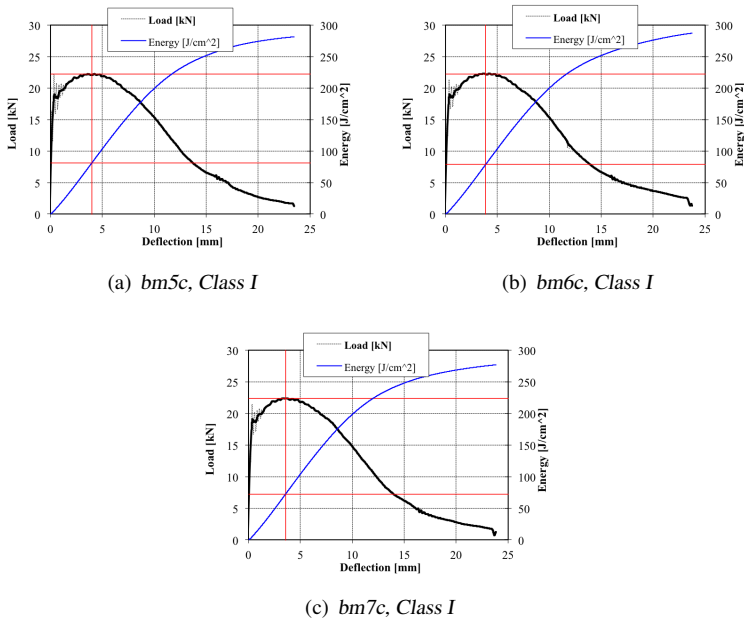 Load [kN]
Energy [J/cm^2]
30
25
20
15
10
5
0
300
250
200
150
100
50
0
0 5 10 15 20 25
Load [kN]
Energy [J/cm^2]
Deflection [mm]
(a) bm5c, Class I
Load [kN]
Energy [J/cm^2]
30
25
20
15
10
5
0
300
250
200
150
100
50
0
0 5 10 15 20 25
Load [kN]
Energy [J/cm^2]
Deflection [mm]
(b) bm6c, Class I
Load [kN]
Energy [J/cm^2]
30
25
20
15
10
5
0
300
250
200
150
100
50
0
0 5 10 15 20 25
Load [kN]
Energy [J/cm^2]
Deflection [mm]
(c) bm7c, Class I